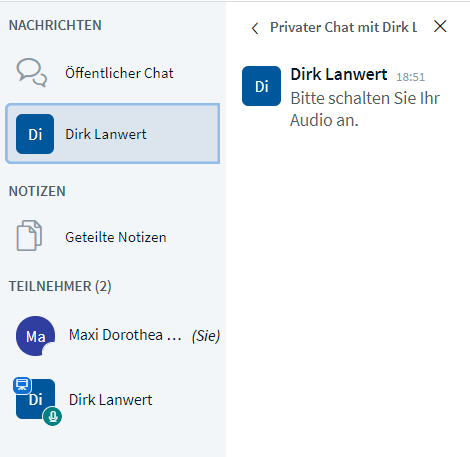 NACHRICHTEN
Öffentlicher Chat
Di Dirk Lanwert
NOTIZEN
Geteilte Notizen
TEILNEHMER (2)
Ma Maxi Dorothea ... (Sie)
Di Dirk Lanwert
Privater Chat mit Dirk L
Di Dirk Lanwert 18:51
Bitte schalten Sie Ihr
Audio an.